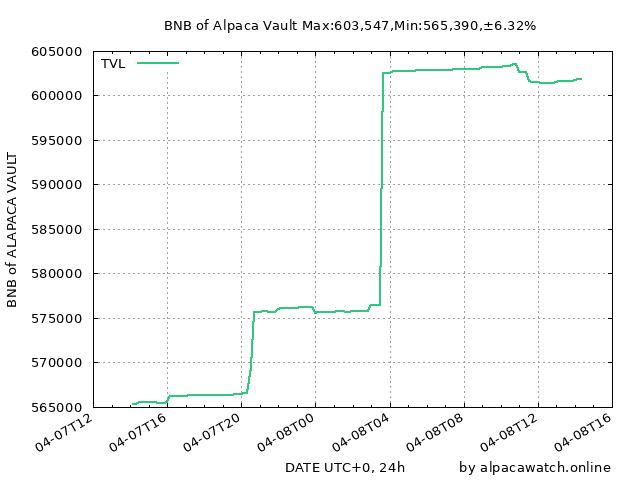 BNB of Alpaca Vault Max:603,547,Min:565,390,±6.32%
TVL
605000
600000
595000
590000
585000
580000
575000
570000
565000
BNB of ALAPACA VAULT
04-07T12
04-07T16
04-07T20
04-08T00
04-08T04
04-08T08
04-08T12
04-08T16
DATE UTC+0, 24h
by alpacawatch.online